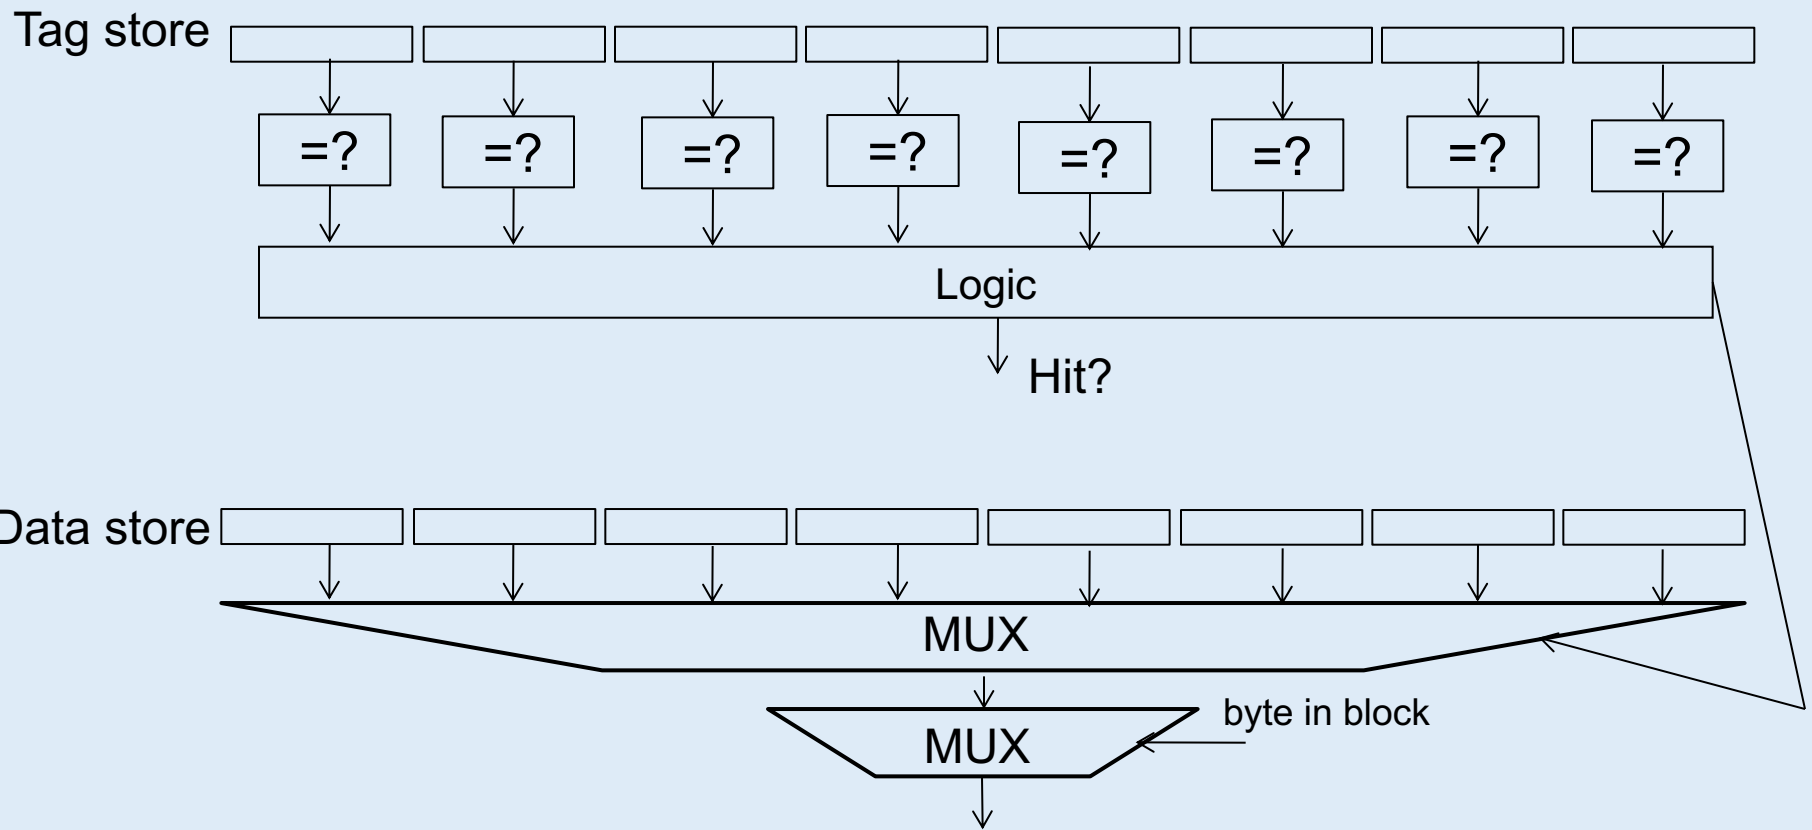 Tag store
=? =? =? =? =? =? =? =?
Logic
Hit?
Data store
MUX
byte in block
MUX